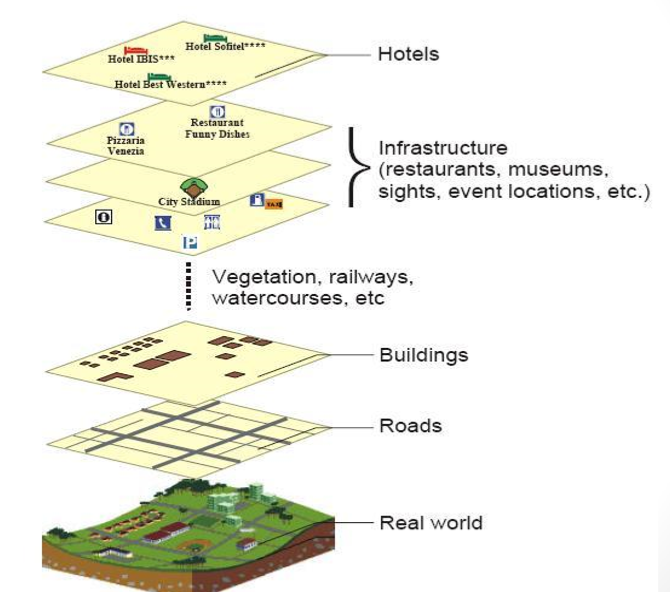 Hotel Sofitel****
Hotel IBIS***
Hotel Best Western****
Hotels
Restaurant
Funny Dishes
Pizzaria
Venezia
City Stadium
TAXI
P
Infrastructure
(restaurants, museums,
sights, event locations, etc.)
Vegetation, railways,
watercourses, etc
Buildings
Roads
Real world